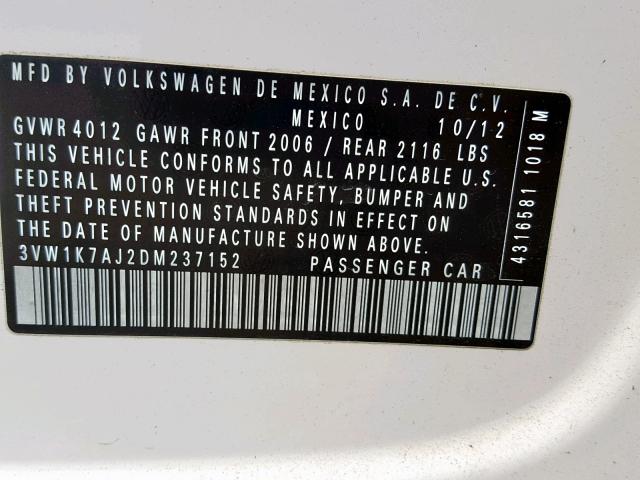 MFD BY VOLKSWAGEN DE MEXICO S.A. DE C.V.
MEXICO 10/12
GVWR 4012 GAWR FRONT 2006 / REAR 2116 LBS
THIS VEHICLE CONFORMS TO ALL APPLICABLE U.S.
FEDERAL MOTOR VEHICLE SAFETY, BUMPER AND
THEFT PREVENTION STANDARDS IN EFFECT ON
THE DATE OF MANUFACTURE SHOWN ABOVE.
3VW1K7AJ2DM237152 PASSENGER CAR
4316581 1018 M